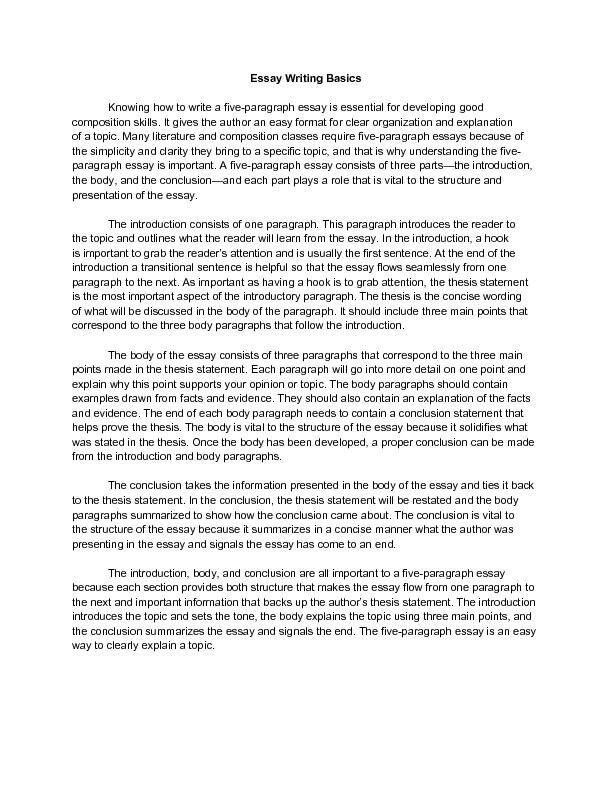 Essay Writing Basics
Knowing how to write a five-paragraph essay is essential for developing good
composition skills. It gives the author an easy format for clear organization and explanation
of a topic. Many literature and composition classes require five-paragraph essays because of
the simplicity and clarity they bring to a specific topic, and that is why understanding the five-
paragraph essay is important. A five-paragraph essay consists of three parts—the introduction,
the body, and the conclusion—and each part plays a role that is vital to the structure and
presentation of the essay.
The introduction consists of one paragraph. This paragraph introduces the reader to
the topic and outlines what the reader will learn from the essay. In the introduction, a hook
is important to grab the reader's attention and is usually the first sentence. At the end of the
introduction a transitional sentence is helpful so that the essay flows seamlessly from one
paragraph to the next. As important as having a hook is to grab attention, the thesis statement
is the most important aspect of the introductory paragraph. The thesis is the concise wording
of what will be discussed in the body of the paragraph. It should include three main points that
correspond to the three body paragraphs that follow the introduction.
The body of the essay consists of three paragraphs that correspond to the three main
points made in the thesis statement. Each paragraph will go into more detail on one point and
explain why this point supports your opinion or topic. The body paragraphs should contain
examples drawn from facts and evidence. They should also contain an explanation of the facts
and evidence. The end of each body paragraph needs to contain a conclusion statement that
helps prove the thesis. The body is vital to the structure of the essay because it solidifies what
was stated in the thesis. Once the body has been developed, a proper conclusion can be made
from the introduction and body paragraphs.
The conclusion takes the information presented in the body of the essay and ties it back
to the thesis statement. In the conclusion, the thesis statement will be restated and the body
paragraphs summarized to show how the conclusion came about. The conclusion is vital to
the structure of the essay because it summarizes in a concise manner what the author was
presenting in the essay and signals the essay has come to an end.
The introduction, body, and conclusion are all important to a five-paragraph essay
because each section provides both structure that makes the essay flow from one paragraph to
the next and important information that backs up the author's thesis statement. The introduction
introduces the topic and sets the tone, the body explains the topic using three main points, and
the conclusion summarizes the essay and signals the end. The five-paragraph essay is an easy
way to clearly explain a topic.